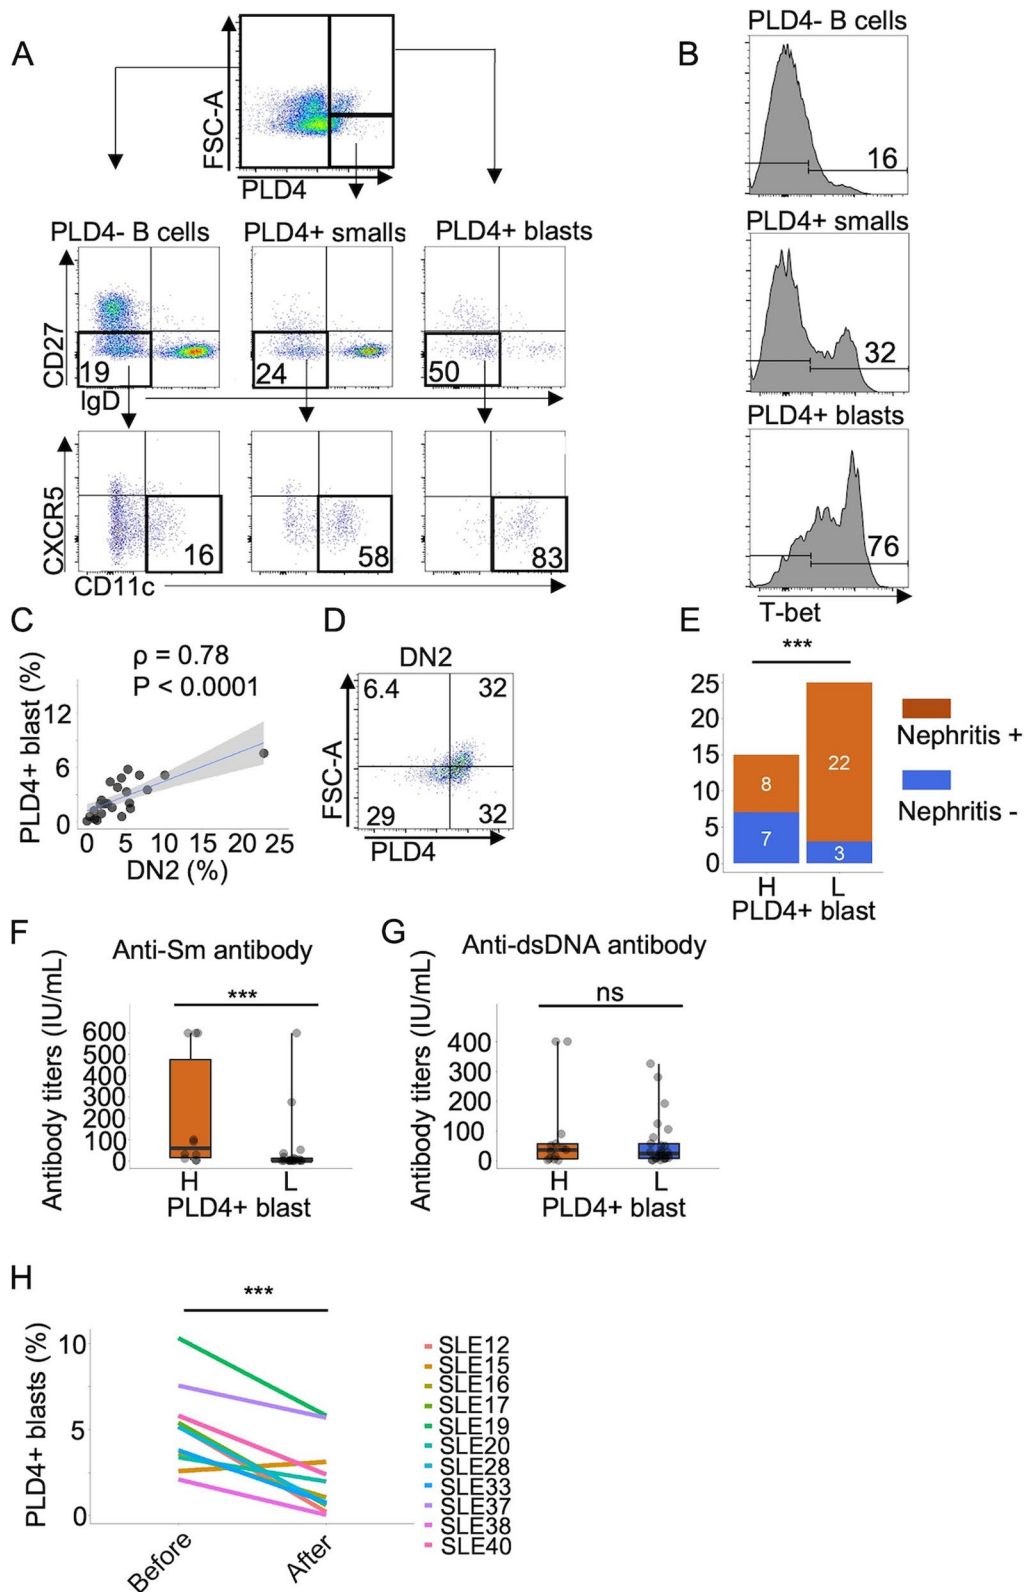 A
FSC-A
PLD4
PLD4- B cells
PLD4+ smalls
PLD4+ blasts
CD27
19
24
50
IgD
CXCR5
16
58
83
CD11c
B
PLD4- B cells
16
PLD4+ smalls
32
PLD4+ blasts
76
T-bet
C
ρ = 0.78
P < 0.0001
PLD4+ blast (%)
12
6
0
0 5 10 15 20 25
DN2 (%)
D
DN2
6.4 32
FSC-A
29 32
PLD4
E
***
25
20
15
10
5
0
8
22
7
3
H L
PLD4+ blast
Nephritis +
Nephritis -
F
Anti-Sm antibody
***
Antibody titers (IU/mL)
600
500
400
300
200
100
0
H L
PLD4+ blast
G
Anti-dsDNA antibody
ns
Antibody titers (IU/mL)
400
300
200
100
0
H L
PLD4+ blast
H
***
PLD4+ blasts (%)
10
5
0
Before
After
SLE12
SLE15
SLE16
SLE17
SLE19
SLE20
SLE28
SLE33
SLE37
SLE38
SLE40